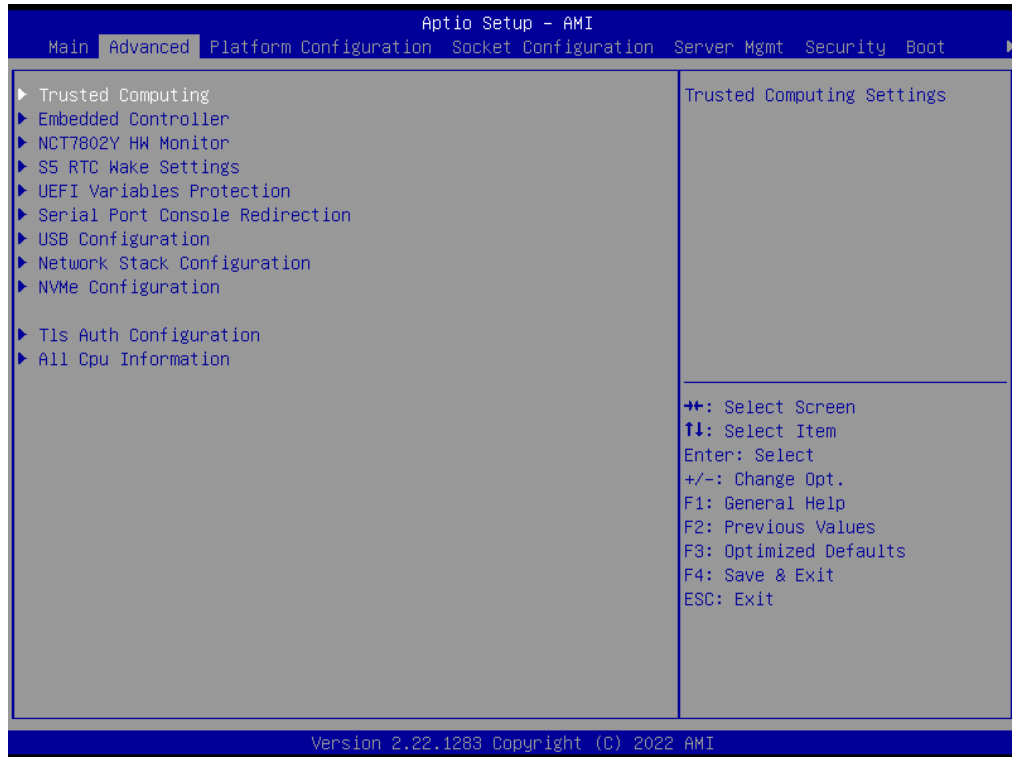 Aptio Setup – AMI
Main Advanced Platform Configuration Socket Configuration Server Mgmt Security Boot
▶ Trusted Computing
▶ Embedded Controller
▶ NCT7802Y HW Monitor
▶ S5 RTC Wake Settings
▶ UEFI Variables Protection
▶ Serial Port Console Redirection
▶ USB Configuration
▶ Network Stack Configuration
▶ NVMe Configuration
▶ Tls Auth Configuration
▶ All Cpu Information
Trusted Computing Settings
→←: Select Screen
↑↓: Select Item
Enter: Select
+/-: Change Opt.
F1: General Help
F2: Previous Values
F3: Optimized Defaults
F4: Save & Exit
ESC: Exit
Version 2.22.1283 Copyright (C) 2022 AMI